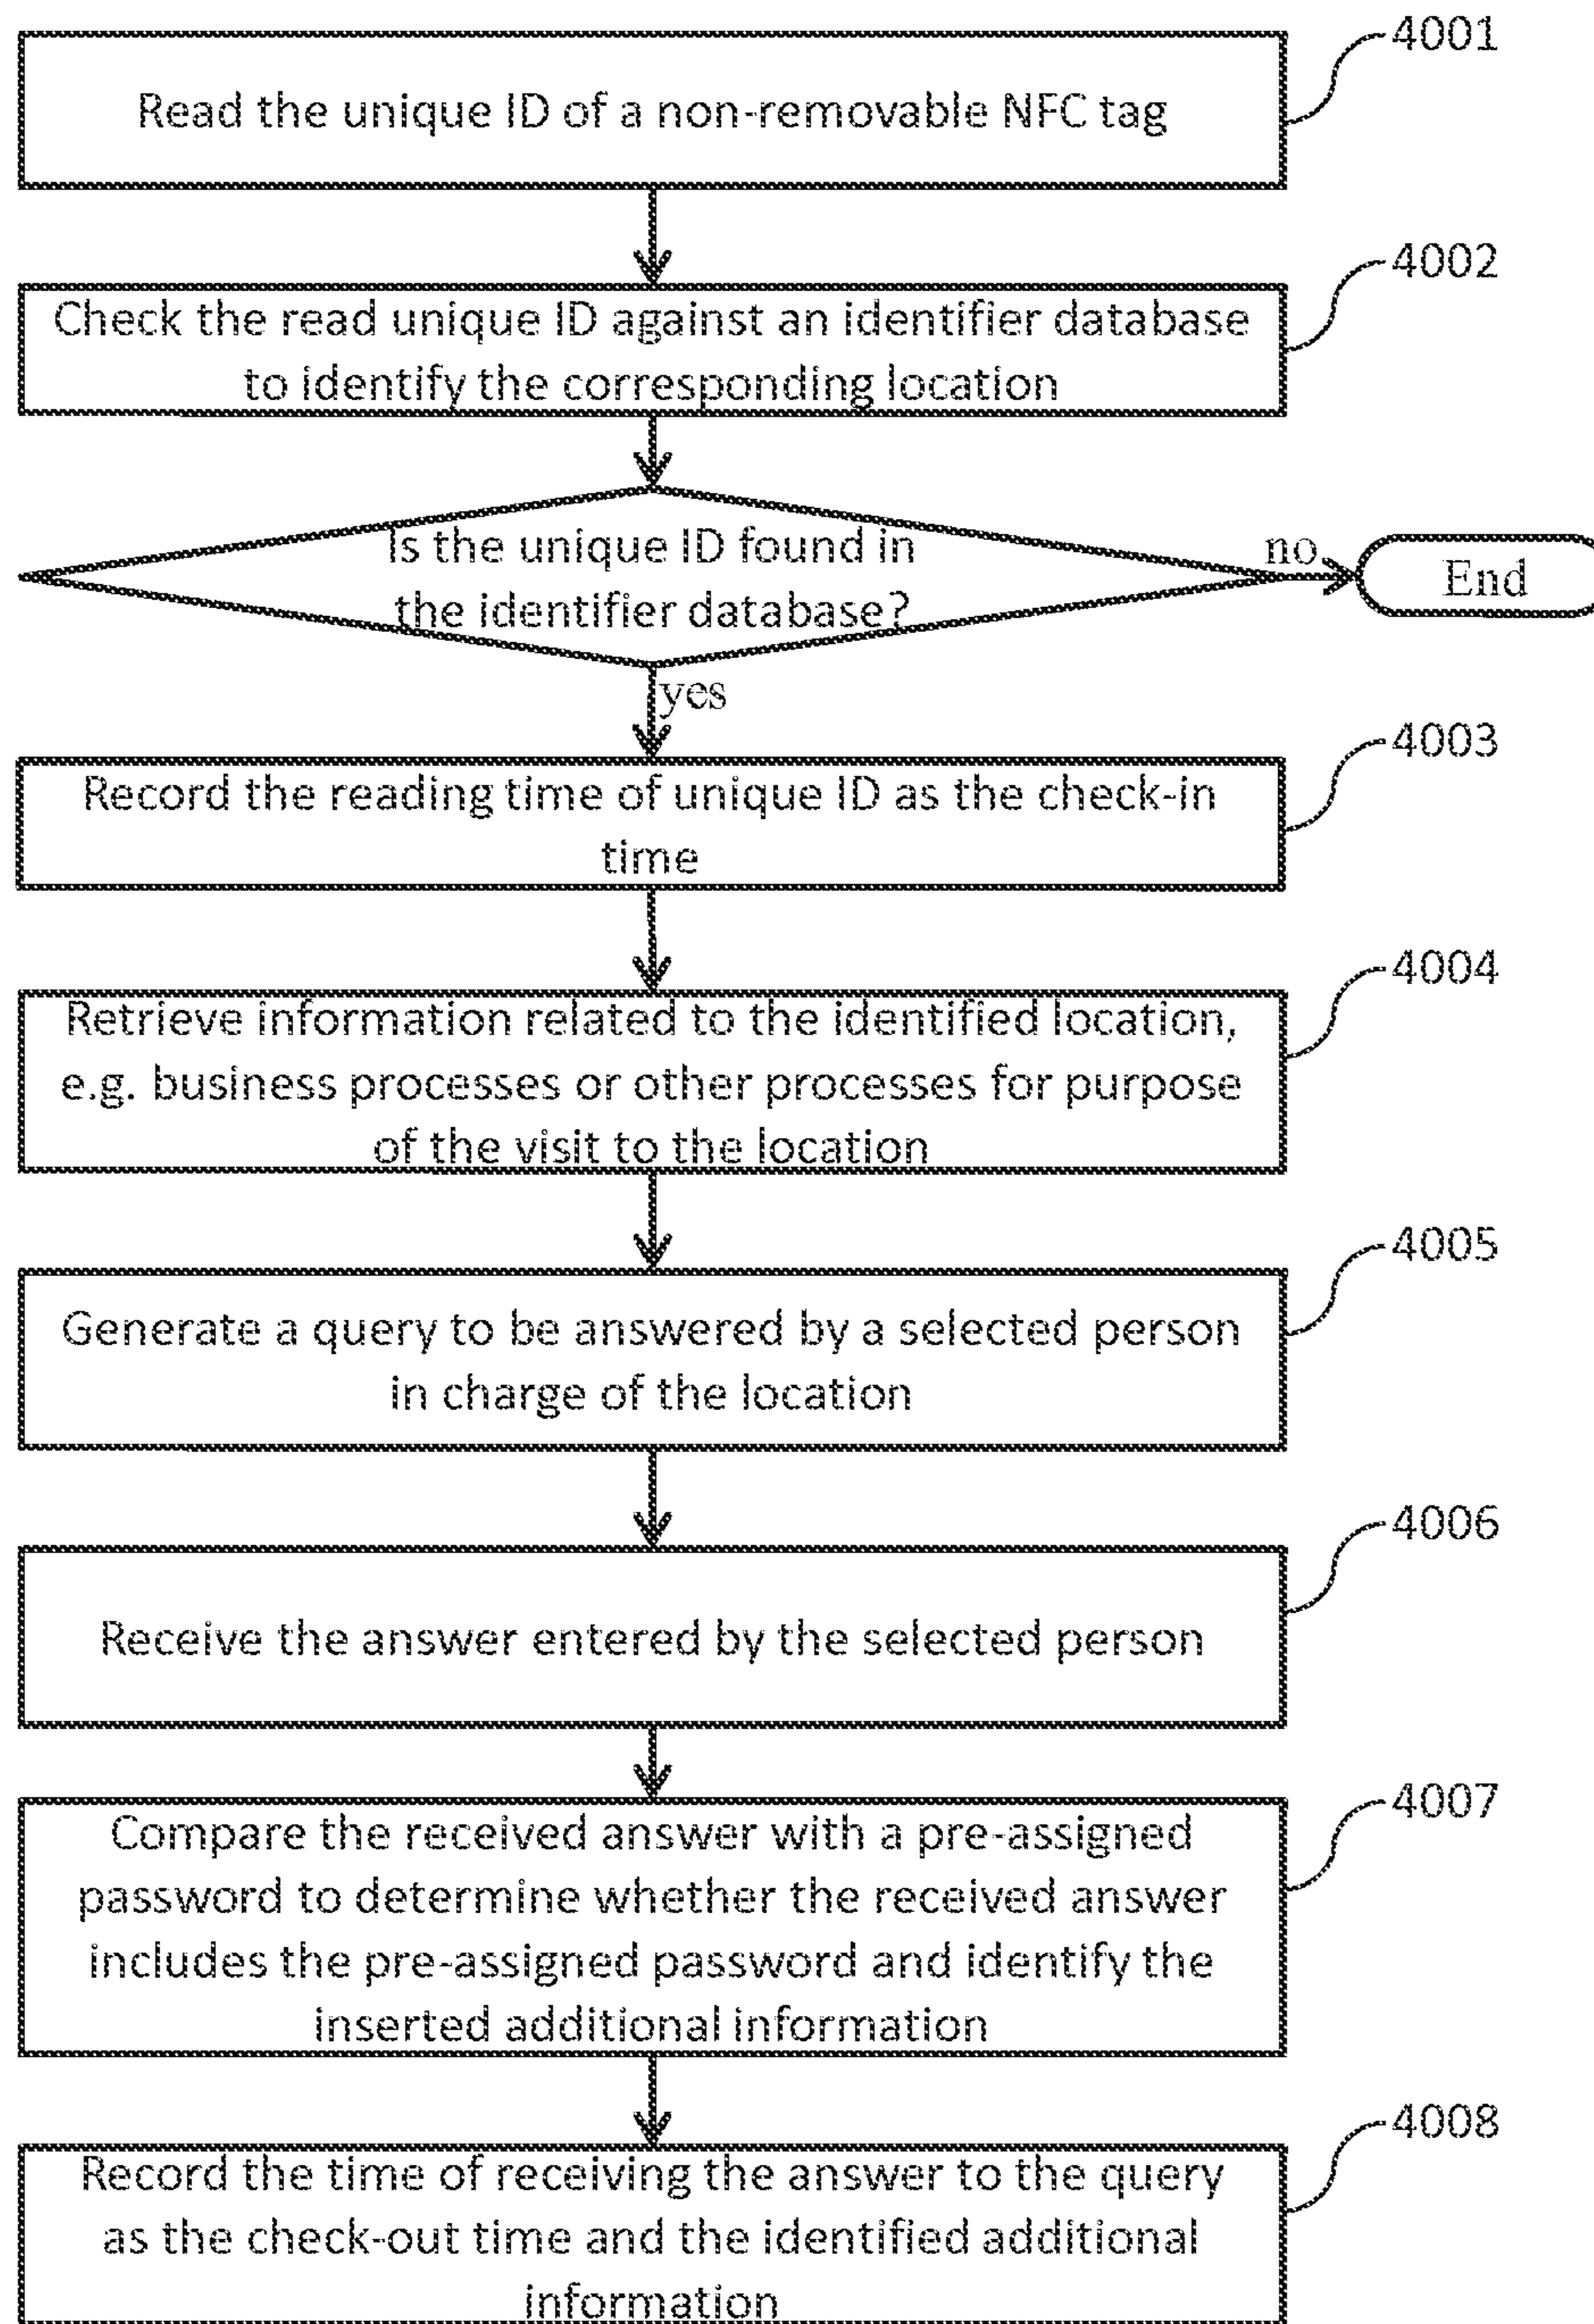 4001
Read the unique ID of a non-removable NFC tag
4002
Check the read unique ID against an identifier database
to identify the corresponding location
Is the unique ID found in
the identifier database?
no
End
yes
4003
Record the reading time of unique ID as the check-in
time
4004
Retrieve information related to the identified location,
e.g. business processes or other processes for purpose
of the visit to the location
4005
Generate a query to be answered by a selected person
in charge of the location
4006
Receive the answer entered by the selected person
4007
Compare the received answer with a pre-assigned
password to determine whether the received answer
includes the pre-assigned password and identify the
inserted additional information
4008
Record the time of receiving the answer to the query
as the check-out time and the identified additional
information